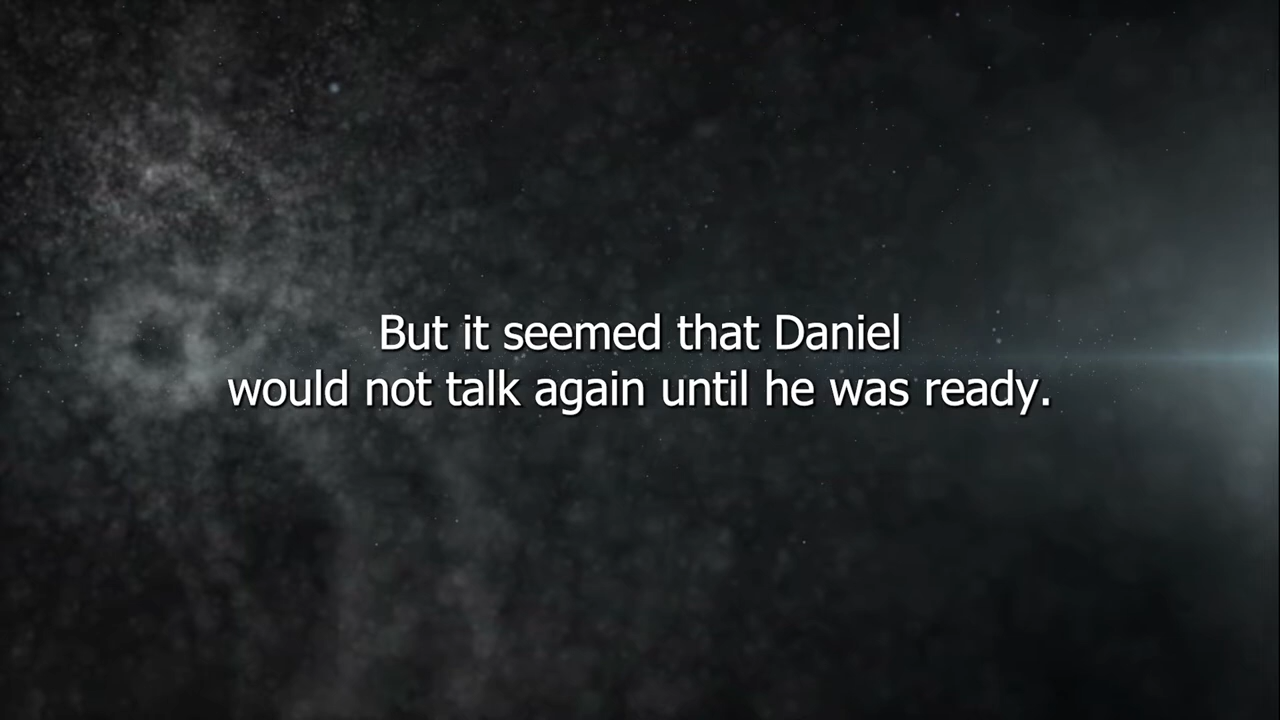 But it seemed that Daniel
would not talk again until he was ready.